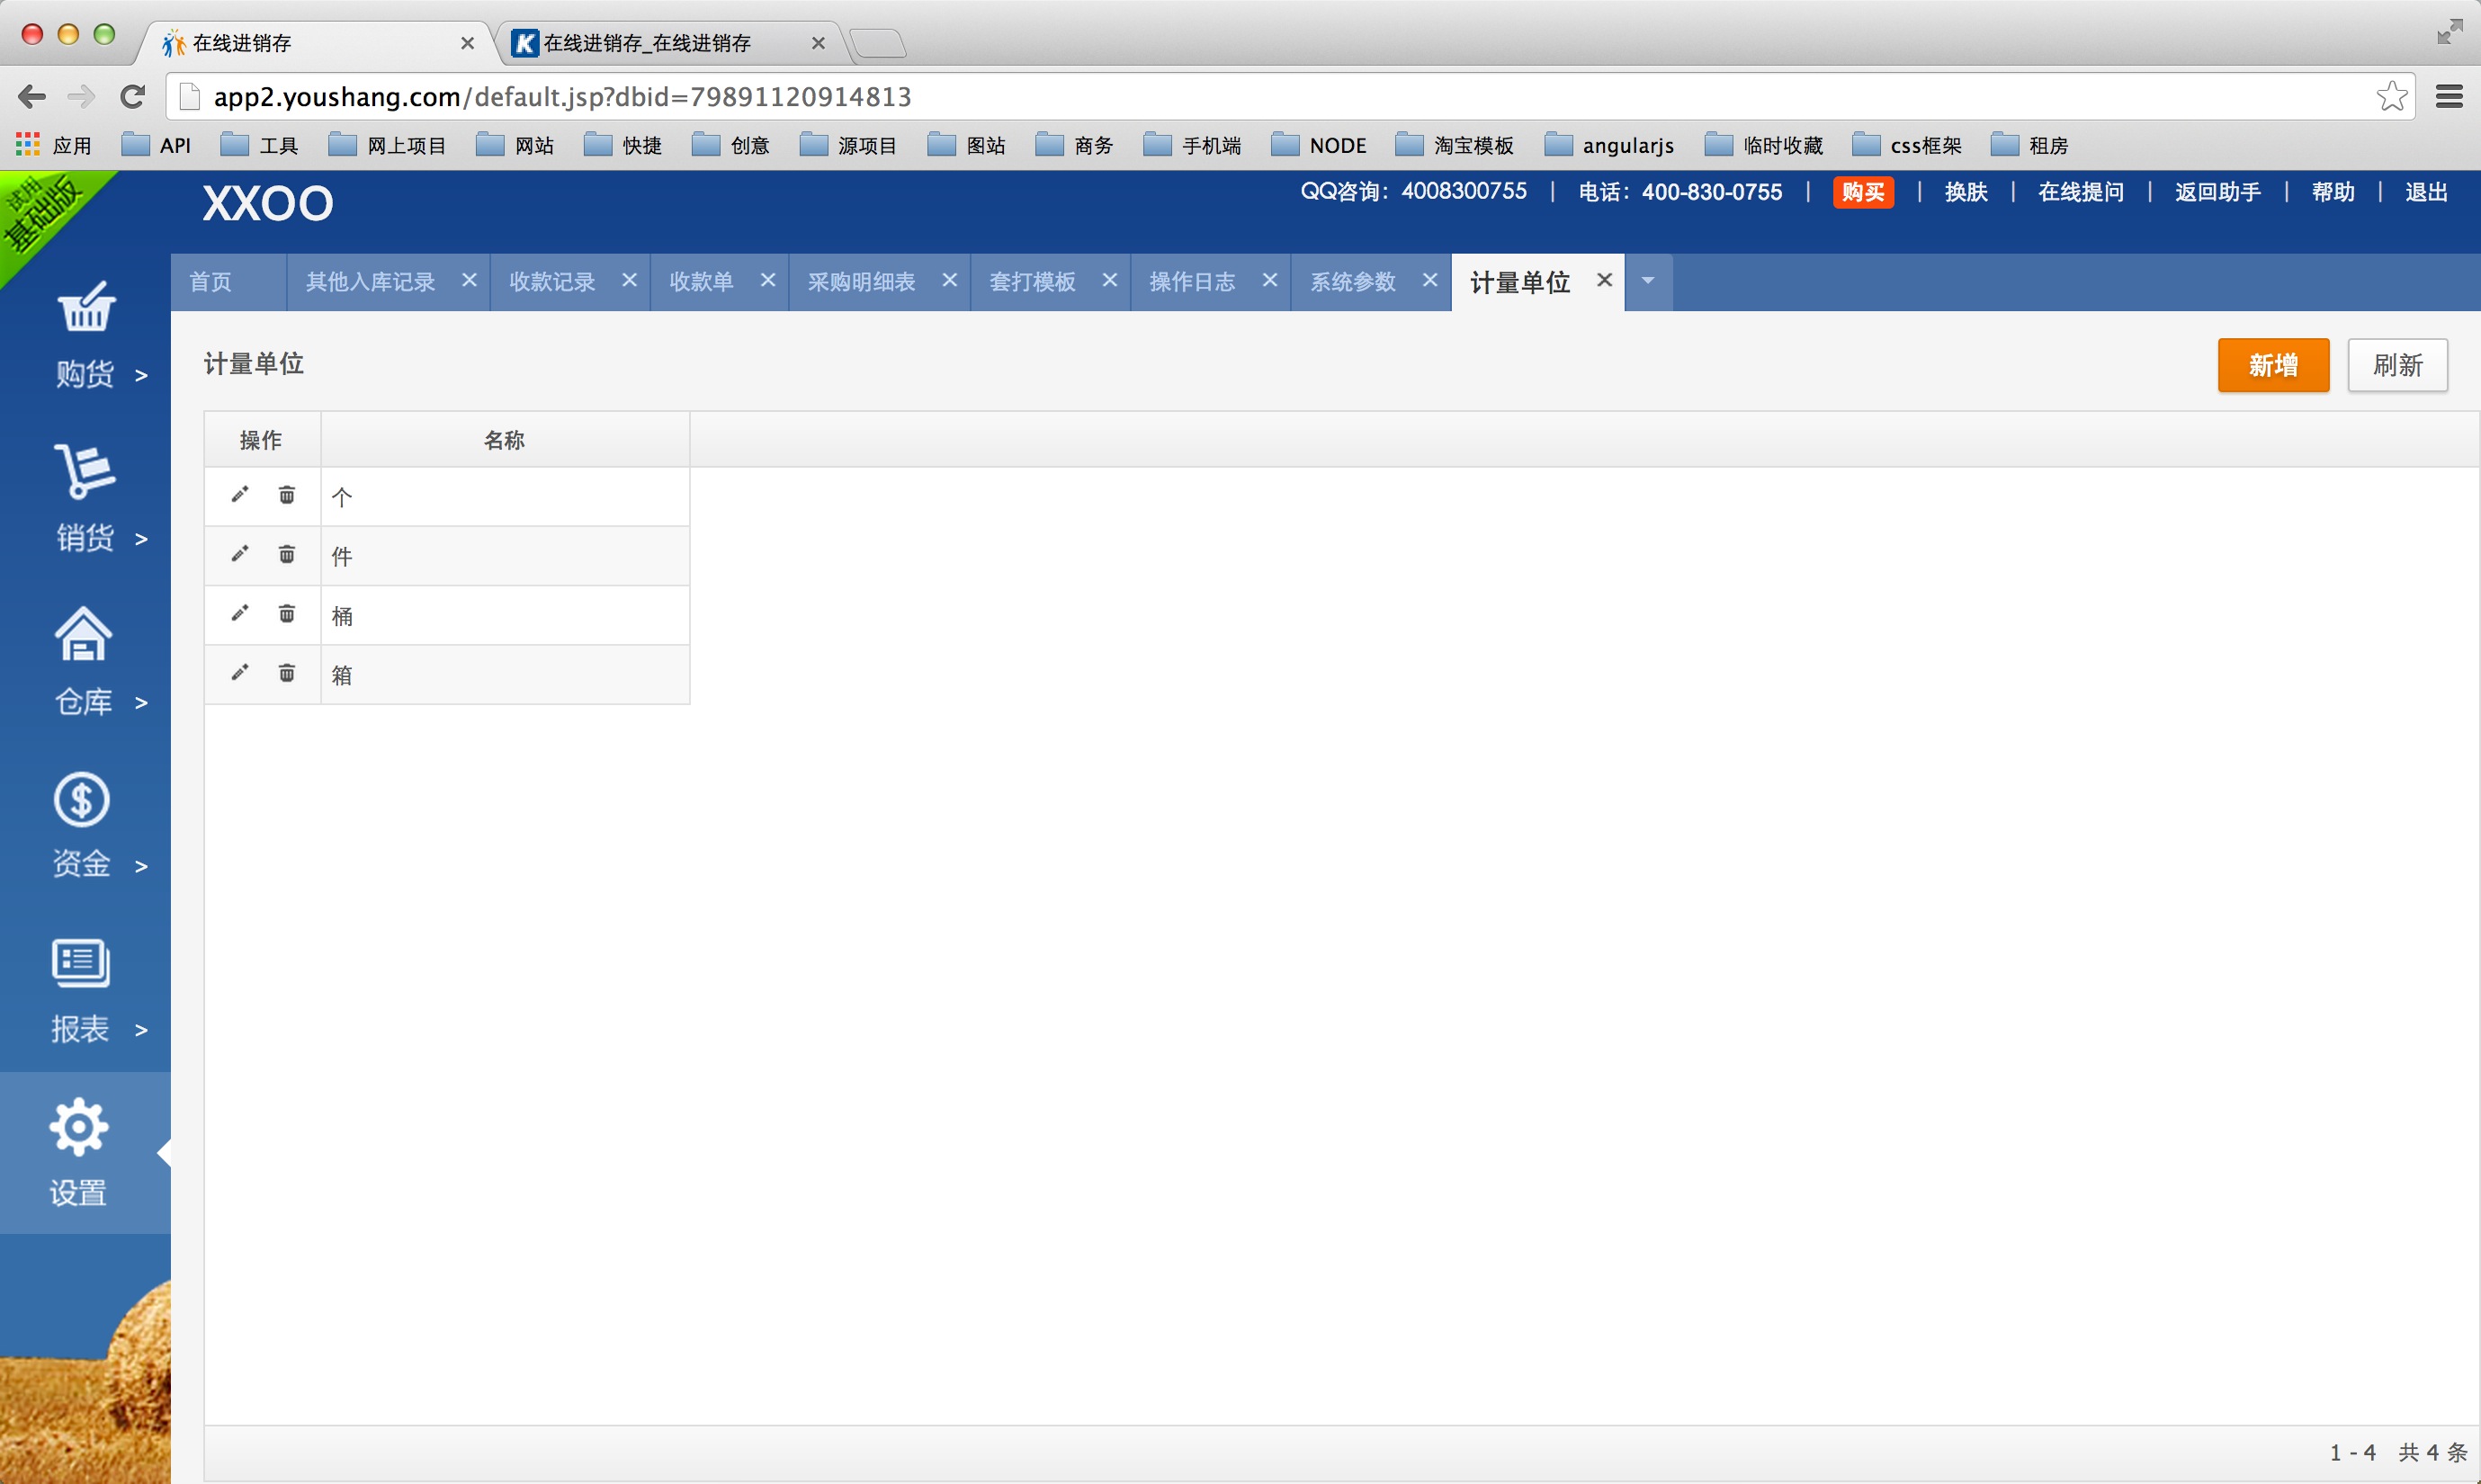 在线进销存
在线进销存_在线进销存
app2.youshang.com/default.jsp?dbid=79891120914813
应用 API 工具 网上项目 网站 快捷 创意 源项目 图站 商务 手机端 NODE 淘宝模板 angularjs 临时收藏 css框架 租房
试用
基础版
XXOO
QQ咨询：4008300755 | 电话：400-830-0755 | 购买 | 换肤 | 在线提问 | 返回助手 | 帮助 | 退出
首页 其他入库记录 收款记录 收款单 采购明细表 套打模板 操作日志 系统参数 计量单位
购货 >
销货 >
仓库 >
资金 >
报表 >
设置
计量单位
新增 刷新
操作 名称
个
件
桶
箱
1 - 4 共 4 条